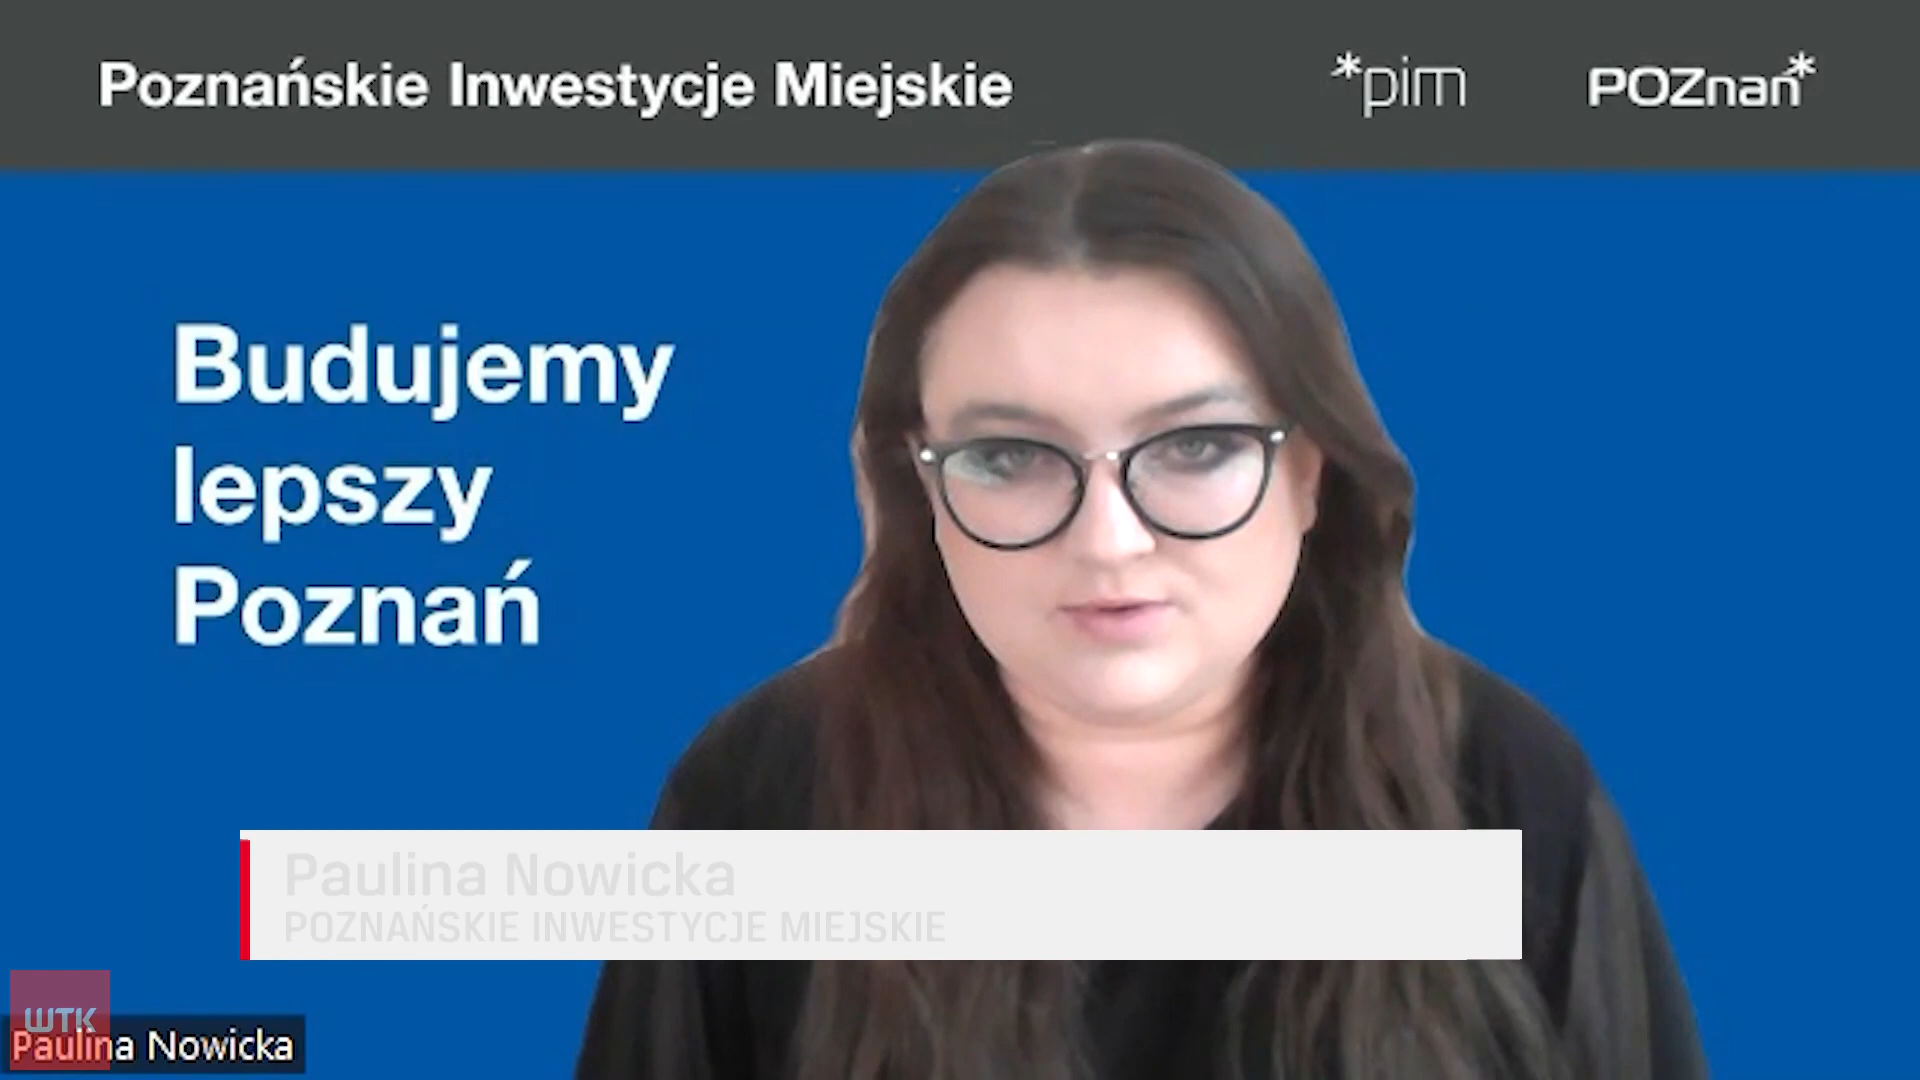 Poznańskie Inwestycje Miejskie
*pim
POZnań*
Budujemy
lepszy
Poznań
Paulina Nowicka
POZNAŃSKIE INWESTYCJE MIEJSKIE
WTK
Paulina Nowicka